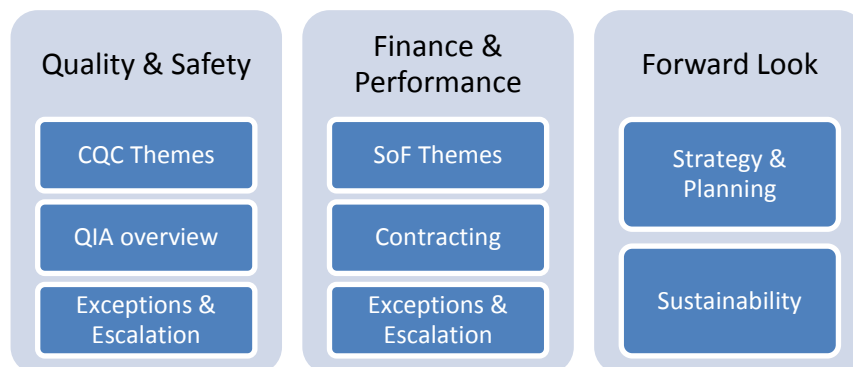 Quality & Safety
CQC Themes
QIA overview
Exceptions &
Escalation
Finance &
Performance
SoF Themes
Contracting
Exceptions &
Escalation
Forward Look
Strategy &
Planning
Sustainability